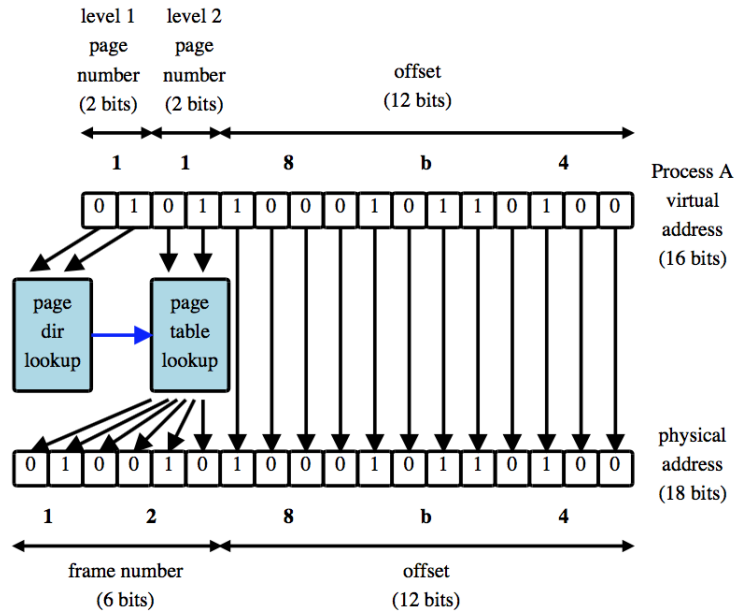 level 1
page
number
(2 bits)
level 2
page
number
(2 bits)
offset
(12 bits)
1 1 8 b 4
Process A
virtual
address
(16 bits)
0 1 0 1 1 0 0 0 1 0 1 1 0 1 0 0
page
dir
lookup
page
table
lookup
physical
address
(18 bits)
0 1 0 0 1 0 1 0 0 0 1 0 1 1 0 1 0 0
1 2 8 b 4
frame number
(6 bits)
offset
(12 bits)